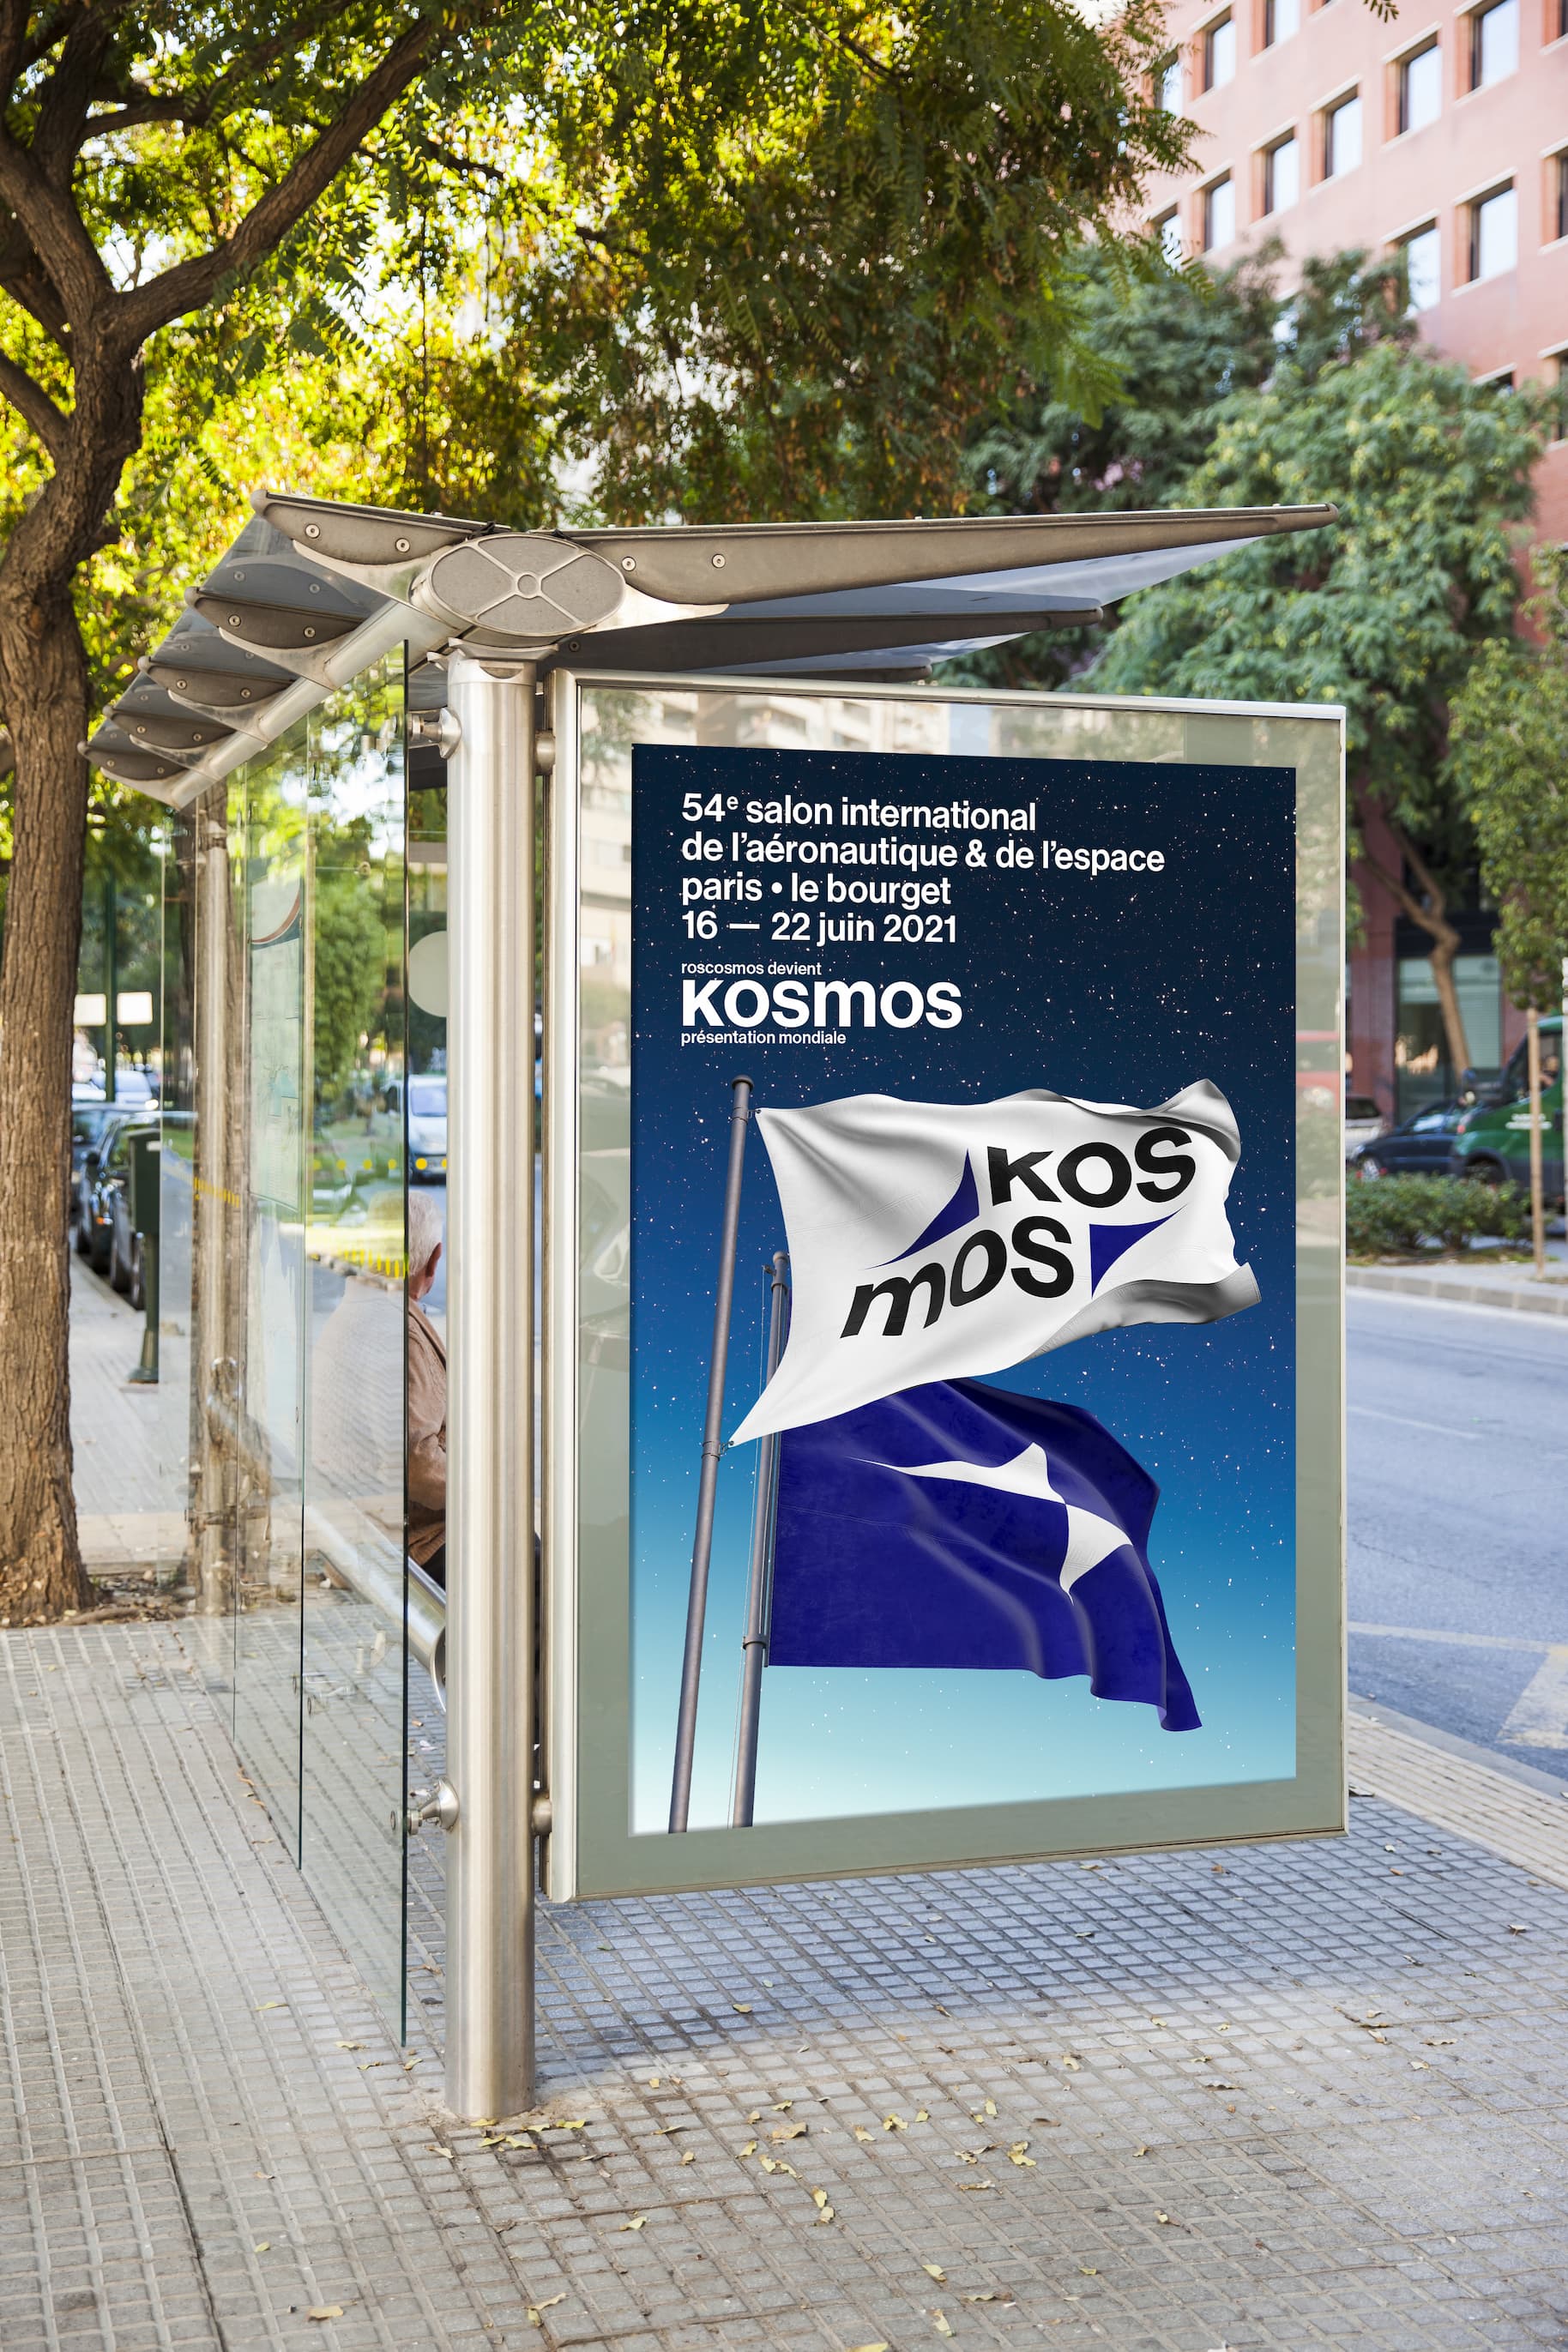 54ᵉ salon international
de l'aéronautique & de l'espace
paris • le bourget
16 — 22 juin 2021
roscosmos devient
kosmos
présentation mondiale
kos
mos